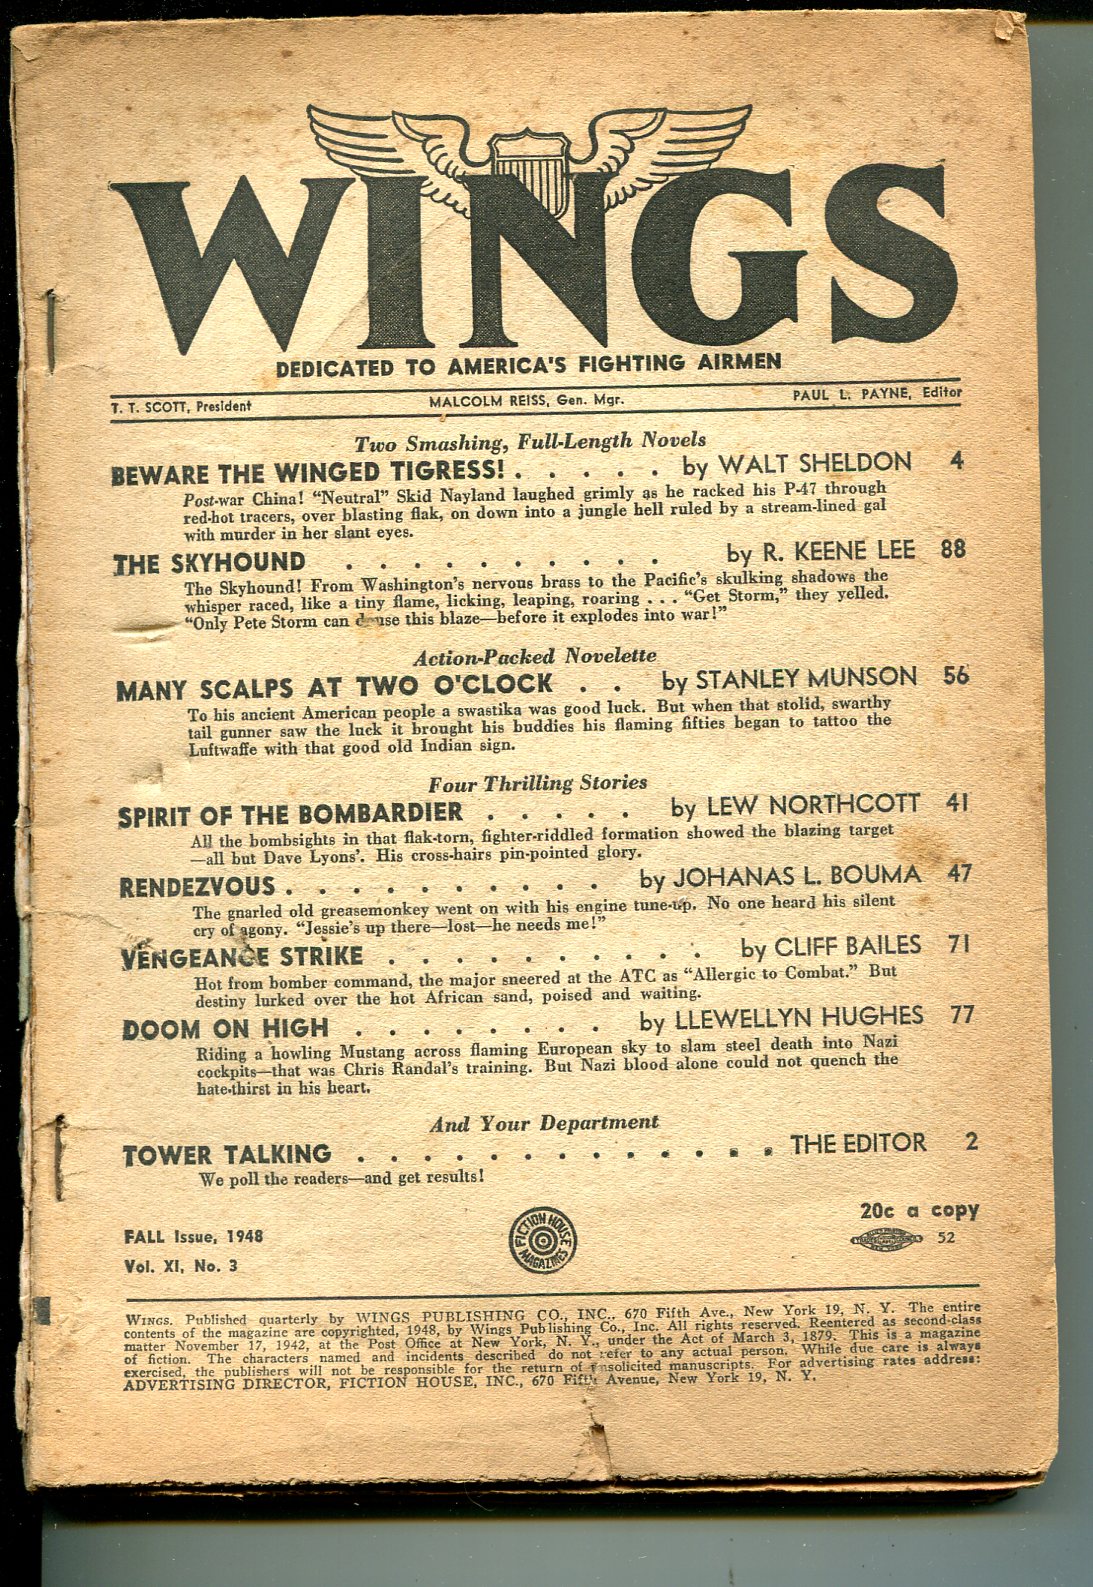 WINGS
DEDICATED TO AMERICA'S FIGHTING AIRMEN
T. T. SCOTT, President MALCOLM REISS, Gen. Mgr. PAUL L. PAYNE, Editor
Two Smashing, Full-Length Novels
BEWARE THE WINGED TIGRESS! . . . . . by WALT SHELDON 4
Post-war China! “Neutral” Skid Nayland laughed grimly as he racked his P-47 through
red-hot tracers, over blasting flak, on down into a jungle hell ruled by a stream-lined gal
with murder in her slant eyes.
THE SKYHOUND . . . . . . . . . . by R. KEENE LEE 88
The Skyhound! From Washington's nervous brass to the Pacific's skulking shadows the
whisper raced, like a tiny flame, licking, leaping, roaring . . . “Get Storm,” they yelled.
“Only Pete Storm can this blaze—before it explodes into war!”
Action-Packed Novelette
MANY SCALPS AT TWO O'CLOCK . . by STANLEY MUNSON 56
To his ancient American people a swastika was good luck. But when that stolid, swarthy
tail gunner saw the luck it brought his buddies his flaming fifties began to tattoo the
Luftwaffe with that good old Indian sign.
Four Thrilling Stories
SPIRIT OF THE BOMBARDIER . . . . . by LEW NORTHCOTT 41
All the bombsights in that flak-torn, fighter-riddled formation showed the blazing target
—all but Dave Lyons'. His cross-hairs pin-pointed glory.
RENDEZVOUS . . . . . . . . . . . by JOHANAS L. BOUMA 47
The gnarled old greasemonkey went on with his engine tune-up. No one heard his silent
cry of agony. “Jessie's up there—lost—he needs me!”
VENGEANCE STRIKE . . . . . . . . . . by CLIFF BAILES 71
Hot from bomber command, the major sneered at the ATC as “Allergic to Combat.” But
destiny lurked over the hot African sand, poised and waiting.
DOOM ON HIGH . . . . . . . . by LLEWELLYN HUGHES 77
Riding a howling Mustang across flaming European sky to slam steel death into Nazi
cockpits—that was Chris Randal's training. But Nazi blood alone could not quench the
hate-thirst in his heart.
And Your Department
TOWER TALKING . . . . . . . . . . . . . THE EDITOR 2
We poll the readers—and get results!
20c a copy
FALL Issue, 1948
FICTION HOUSE MAGAZINES
52
Vol. XI, No. 3
WINGS. Published quarterly by WINGS PUBLISHING CO., INC., 670 Fifth Ave., New York 19, N. Y. The entire
contents of the magazine are copyrighted, 1948, by Wings Publishing Co., Inc. All rights reserved. Reentered as second-class
matter November 17, 1942, at the Post Office at New York, N. Y., under the Act of March 3, 1879. This is a magazine
of fiction. The characters named and incidents described do not refer to any actual person. While due care is always
exercised, the publishers will not be responsible for the return of unsolicited manuscripts. For advertising rates address:
ADVERTISING DIRECTOR, FICTION HOUSE, INC., 670 Fifth Avenue, New York 19, N. Y.